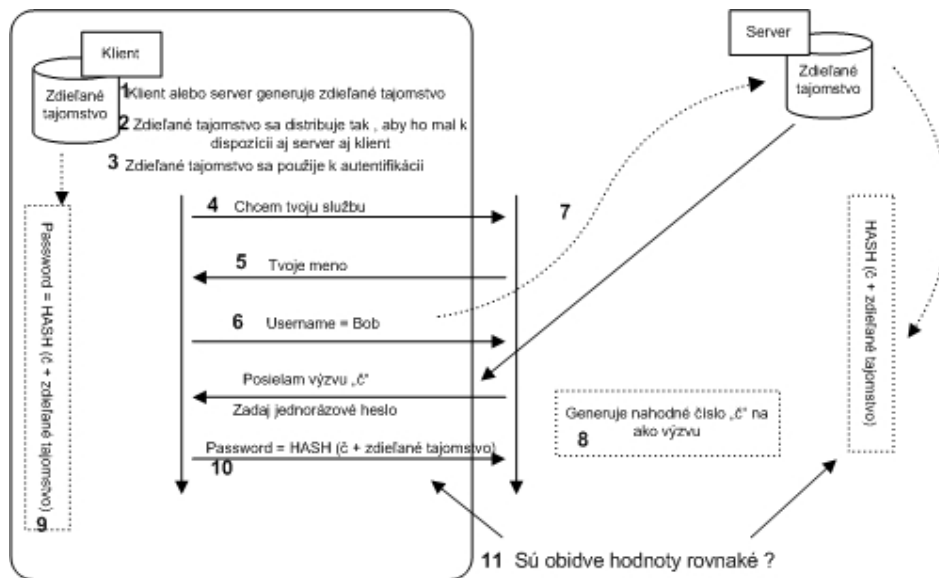 Klient
Server
Zdieľané
tajomstvo
Zdieľané
tajomstvo
1 Klient alebo server generuje zdieľané tajomstvo
2 Zdieľané tajomstvo sa distribuje tak , aby ho mal k
dispozícii aj server aj klient
3 Zdieľané tajomstvo sa použije k autentifikácii
4 Chcem tvoju službu
7
5 Tvoje meno
6 Username = Bob
Posielam výzvu „č“
Zadaj jednorázové heslo
Generuje nahodné číslo „č“ na
ako výzvu
8
Password = HASH (č + zdieľané tajomstvo)
10
Password = HASH (č + zdieľané tajomstvo)
9
HASH (č + zdieľané tajomstvo)
11 Sú obidve hodnoty rovnaké ?